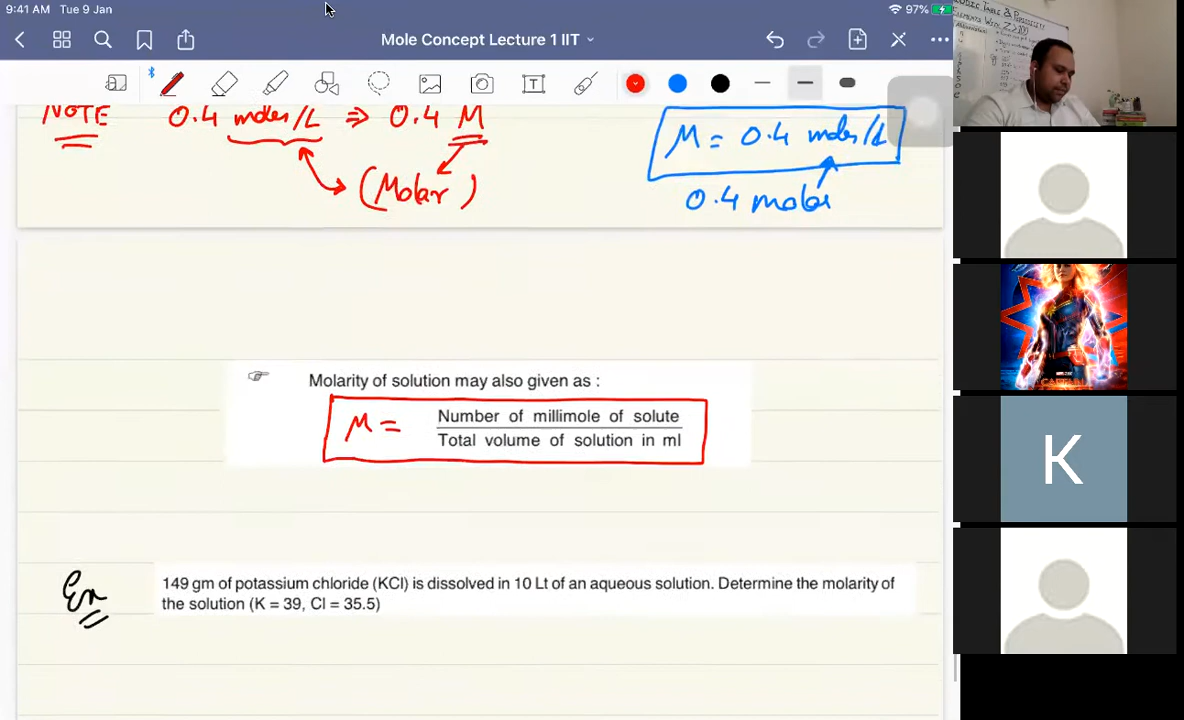 9:41 AM Tue 9 Jan
97%
Mole Concept Lecture 1 IIT
NOTE 0.4 moles/L ⇒ 0.4 M
(Molar)
M = 0.4 moles/L
0.4 molar
Molarity of solution may also given as :
M = Number of millimole of solute
Total volume of solution in ml
Ex
149 gm of potassium chloride (KCl) is dissolved in 10 Lt of an aqueous solution. Determine the molarity of
the solution (K = 39, Cl = 35.5)
K